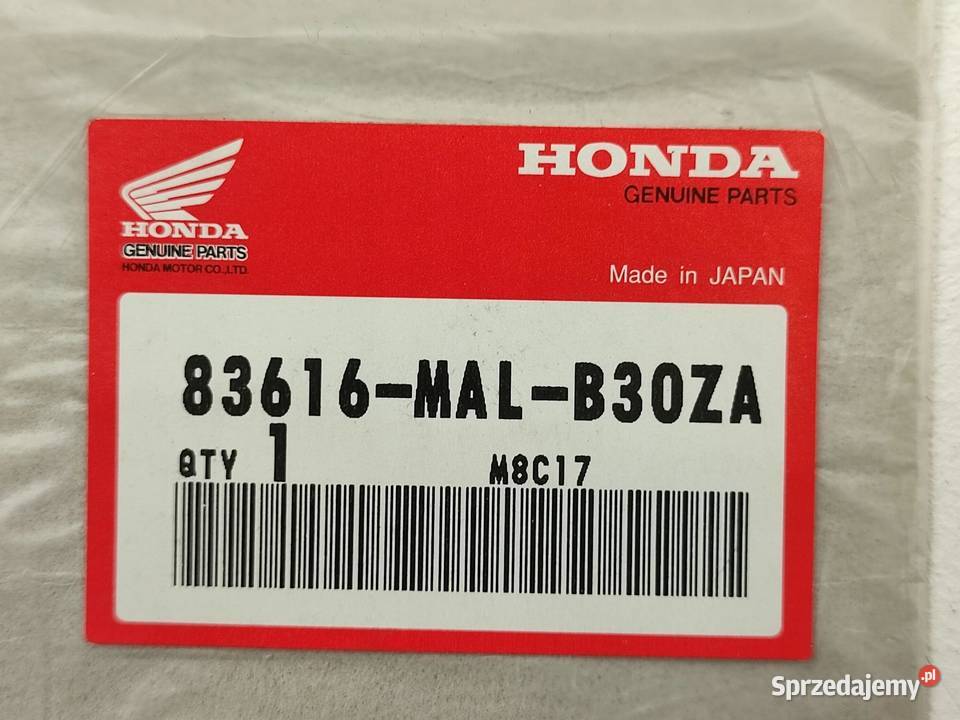 HONDA
GENUINE PARTS
HONDA MOTOR CO.,LTD.
HONDA
GENUINE PARTS
Made in JAPAN
83616-MAL-B30ZA
QTY 1 M8C17
Sprzedajemy.pl